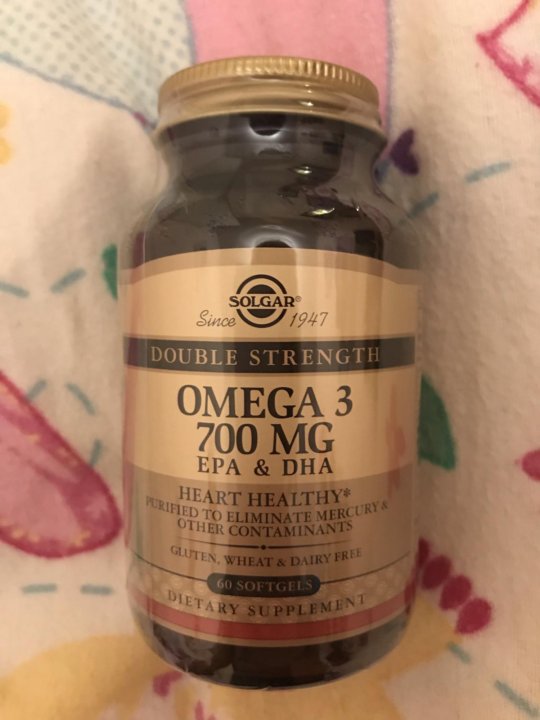 SOLGAR®
Since 1947
DOUBLE STRENGTH
OMEGA 3
700 MG
EPA & DHA
HEART HEALTHY*
PURIFIED TO ELIMINATE MERCURY &
OTHER CONTAMINANTS
GLUTEN, WHEAT & DAIRY FREE
60 SOFTGELS
DIETARY SUPPLEMENT